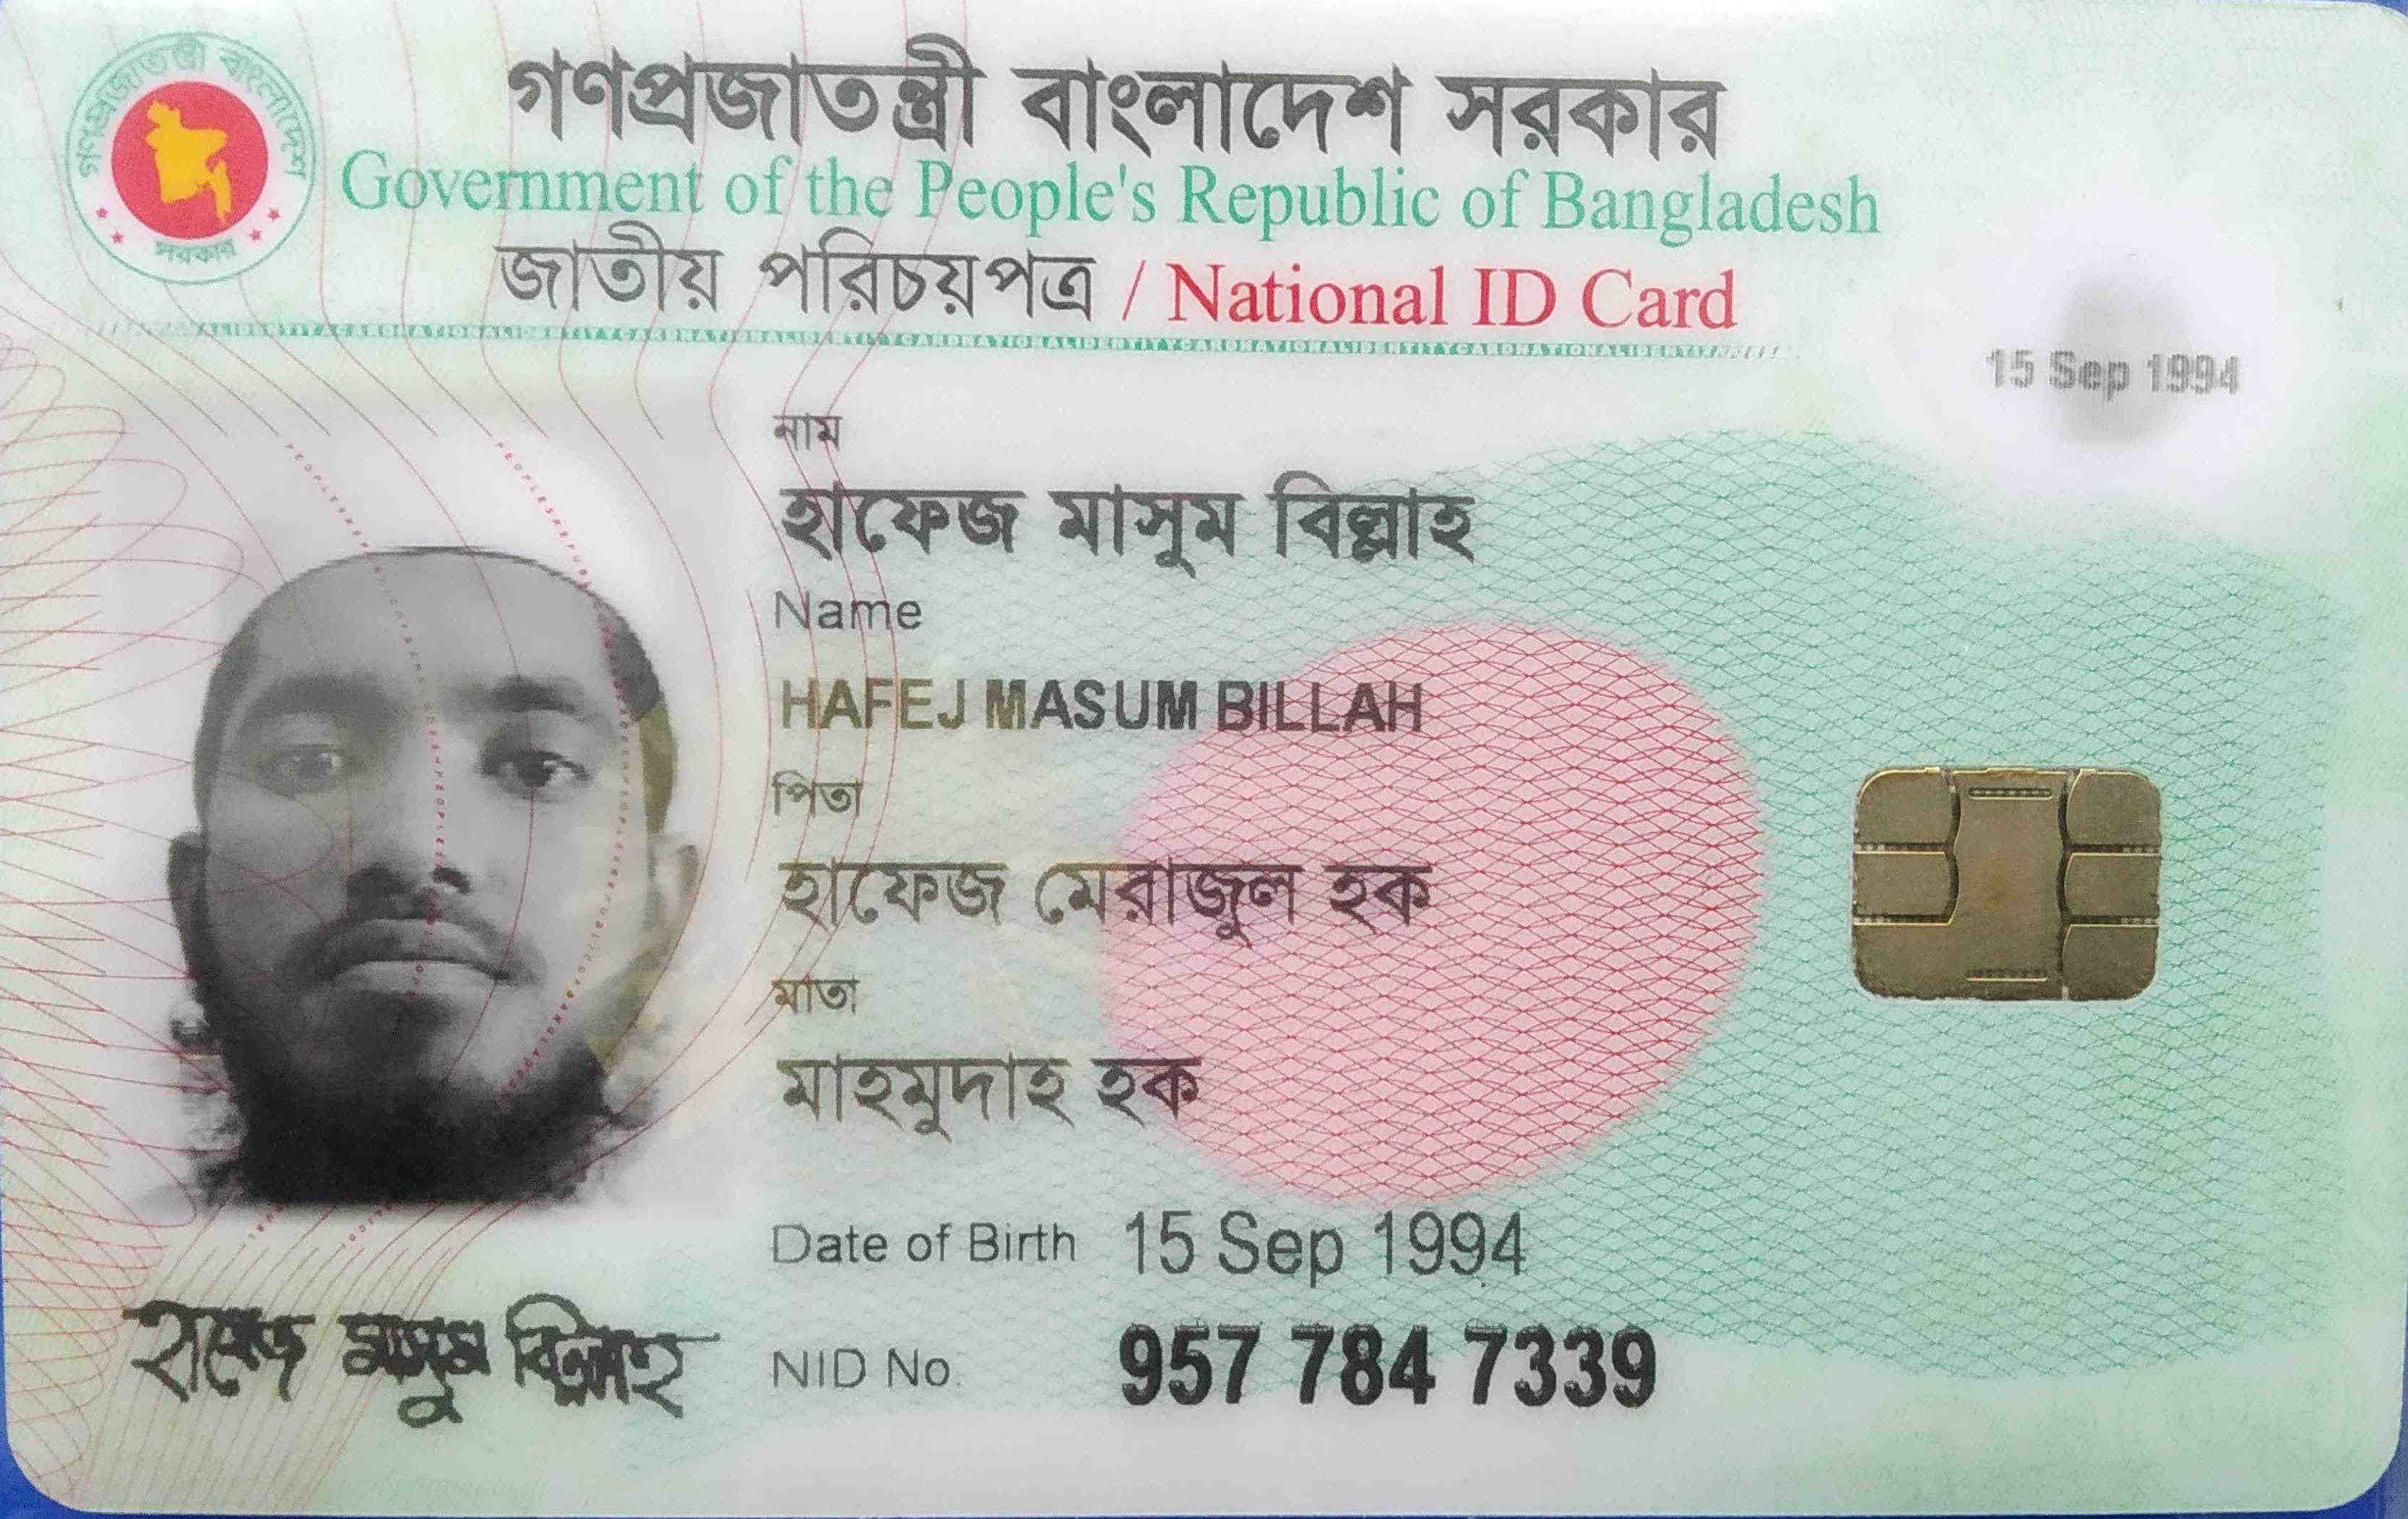 গণপ্রজাতন্ত্রী বাংলাদেশ সরকার
Government of the People's Republic of Bangladesh
জাতীয় পরিচয়পত্র / National ID Card
গণপ্রজাতন্ত্রী বাংলাদেশ
সরকার
15 Sep 1994
নাম
হাফেজ মাসুম বিল্লাহ
Name
HAFEJ MASUM BILLAH
পিতা
হাফেজ মেরাজুল হক
মাতা
মাহমুদাহ হক
Date of Birth 15 Sep 1994
হাফেজ মাসুম বিল্লাহ
NID No. 957 784 7339